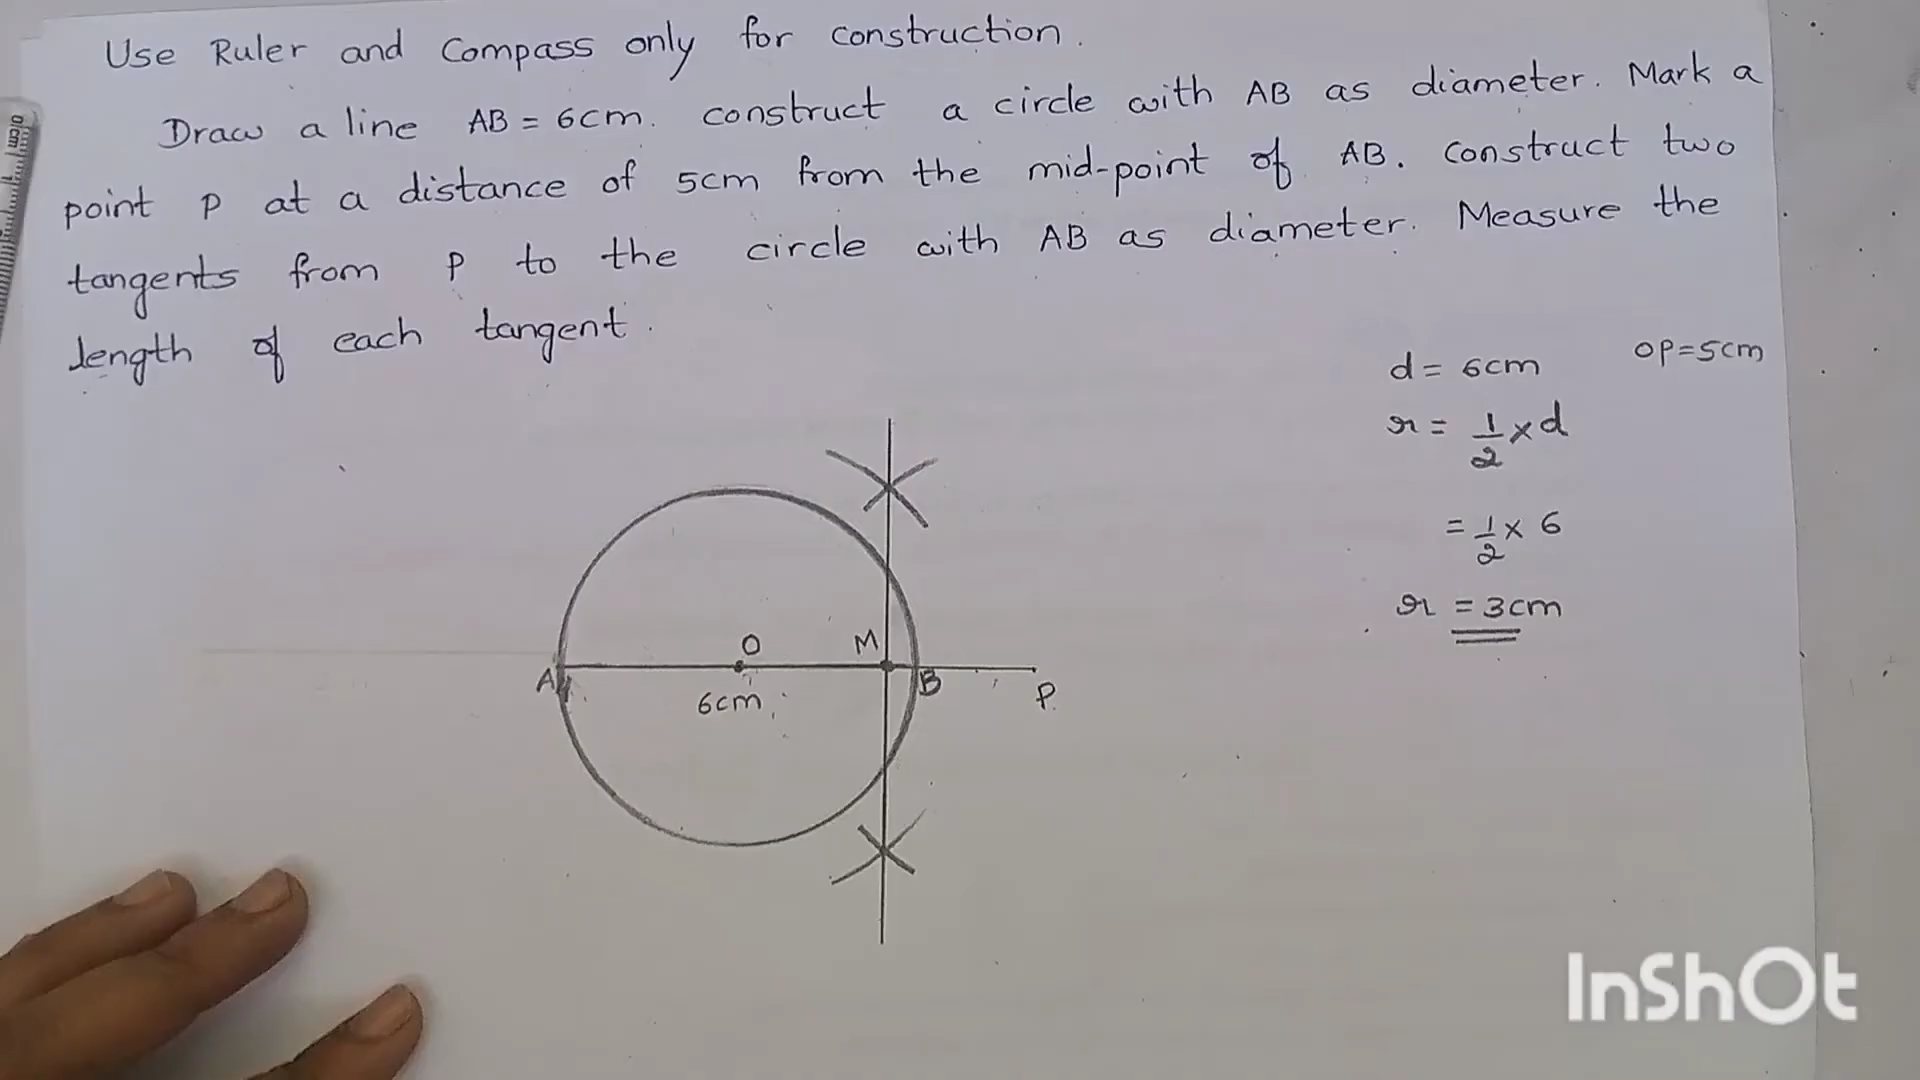 Use Ruler and Compass only for construction.
Draw a line AB = 6cm. construct a circle with AB as diameter. Mark a
point P at a distance of 5cm from the mid-point of AB. Construct two
tangents from P to the circle with AB as diameter. Measure the
length of each tangent.
d = 6cm OP=5cm
r = 1/2 × d
= 1/2 × 6
r = 3cm
O M
A B P.
6cm
0/cm 1
InShOt